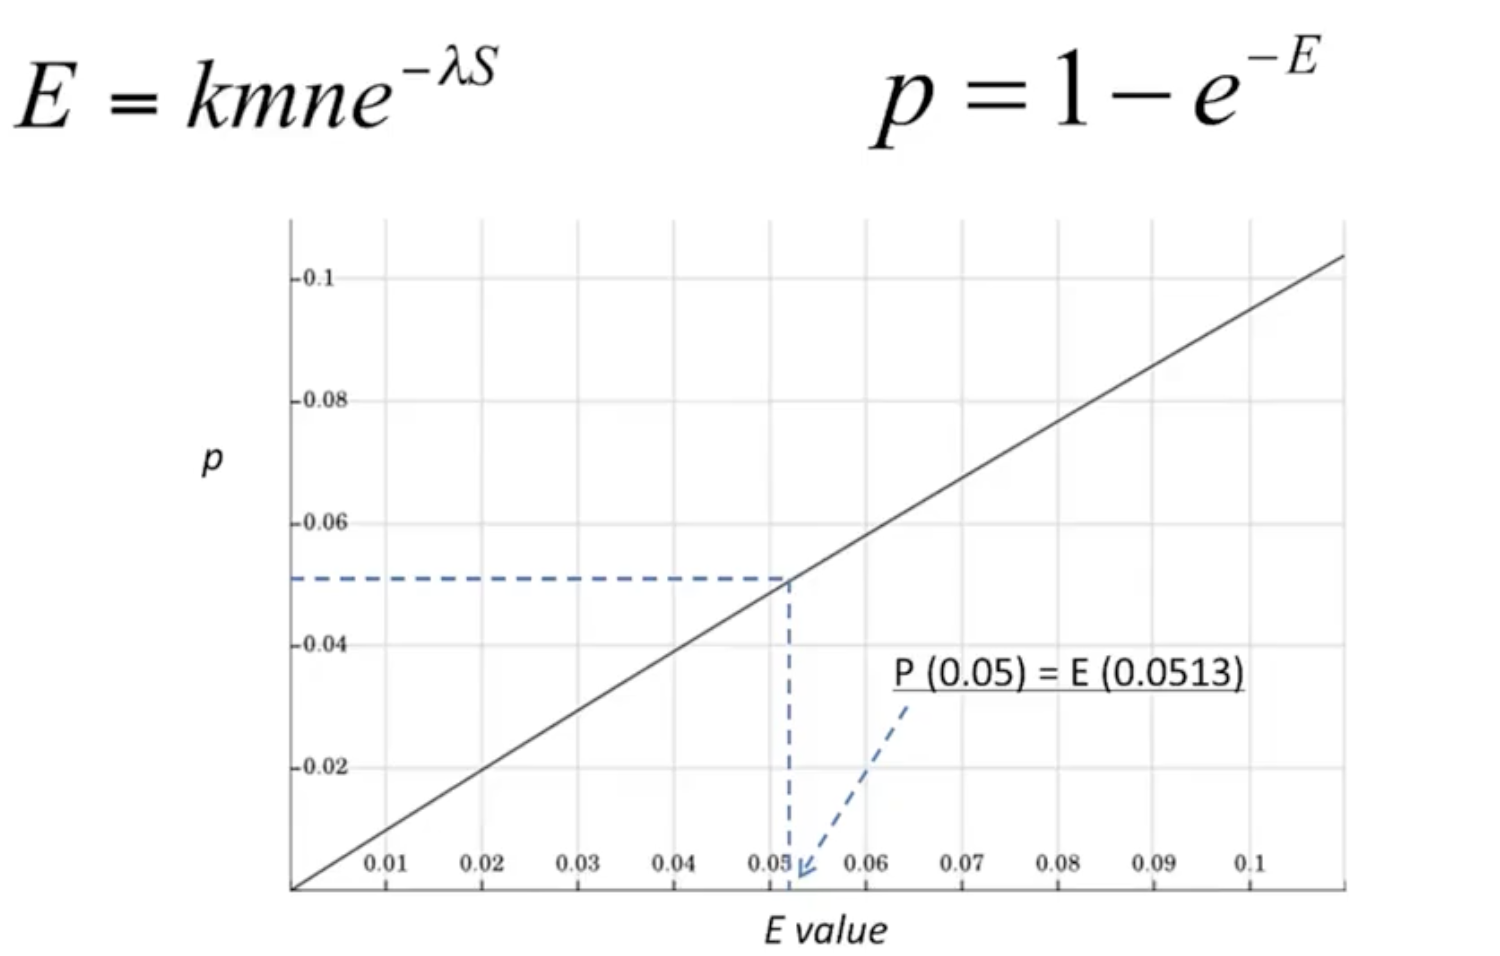 E = kmne^{-λS}
p = 1 - e^{-E}
0.1
0.08
p
0.06
0.04
P (0.05) = E (0.0513)
0.02
0.01 0.02 0.03 0.04 0.05 0.06 0.07 0.08 0.09 0.1
E value